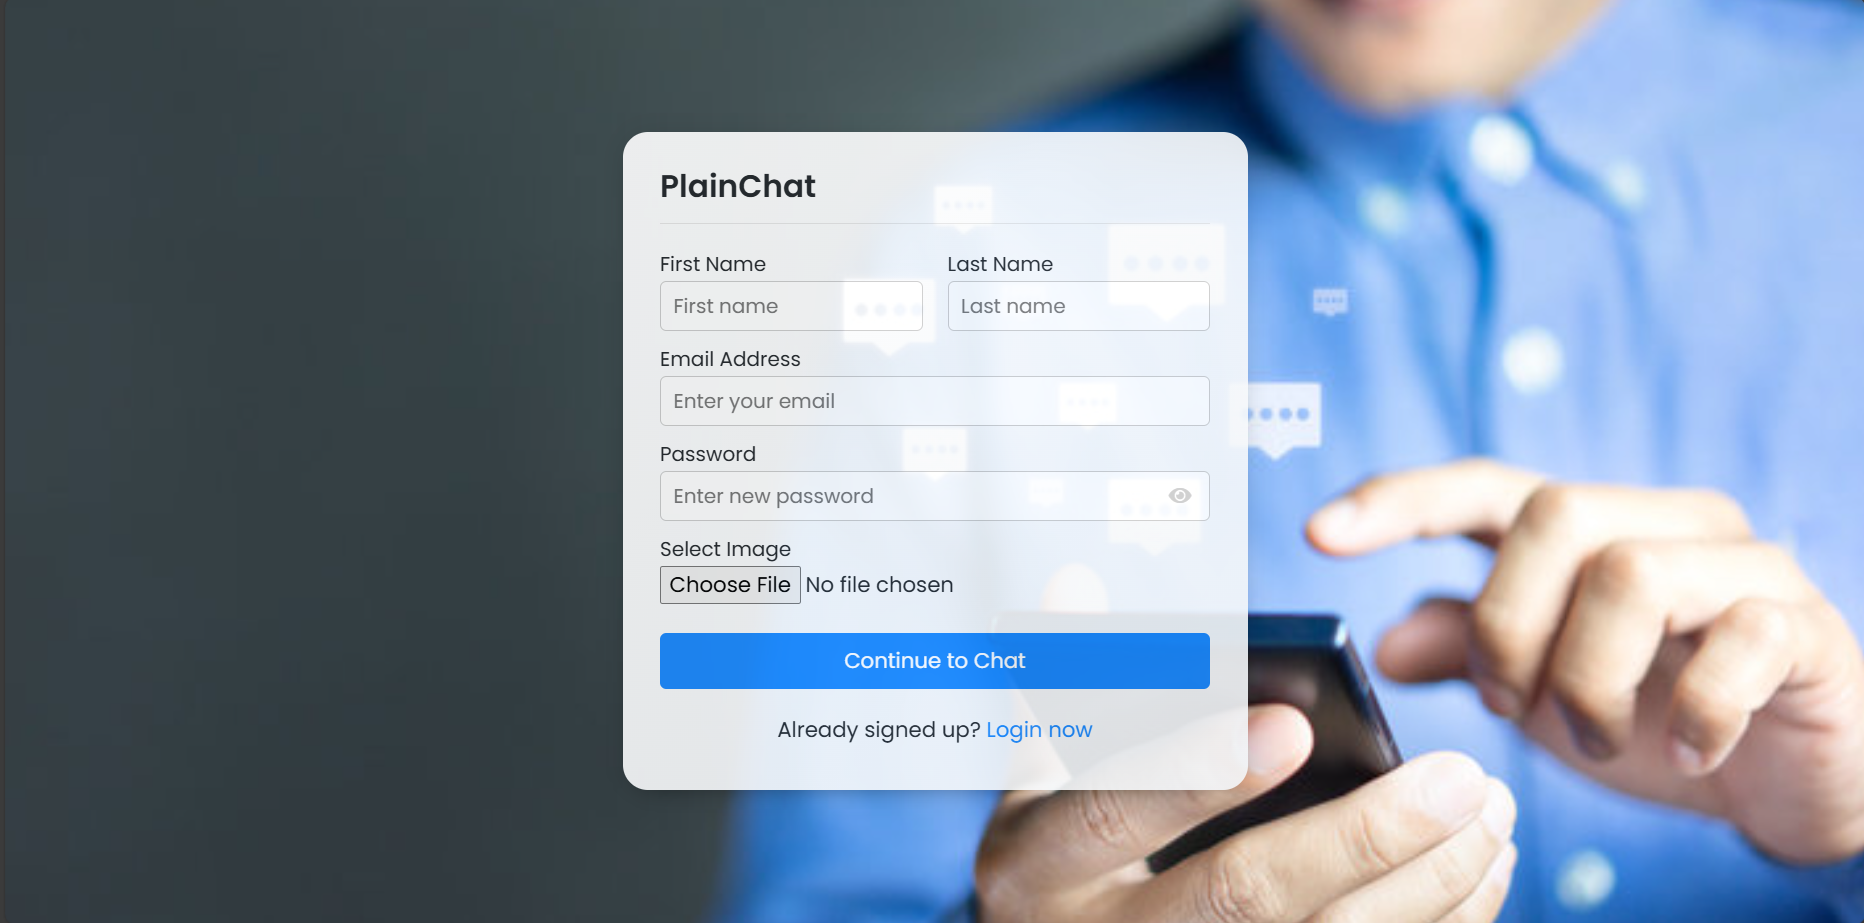 PlainChat
First Name Last Name
First name Last name
Email Address
Enter your email
Password
Enter new password
Select Image
Choose File No file chosen
Continue to Chat
Already signed up? Login now